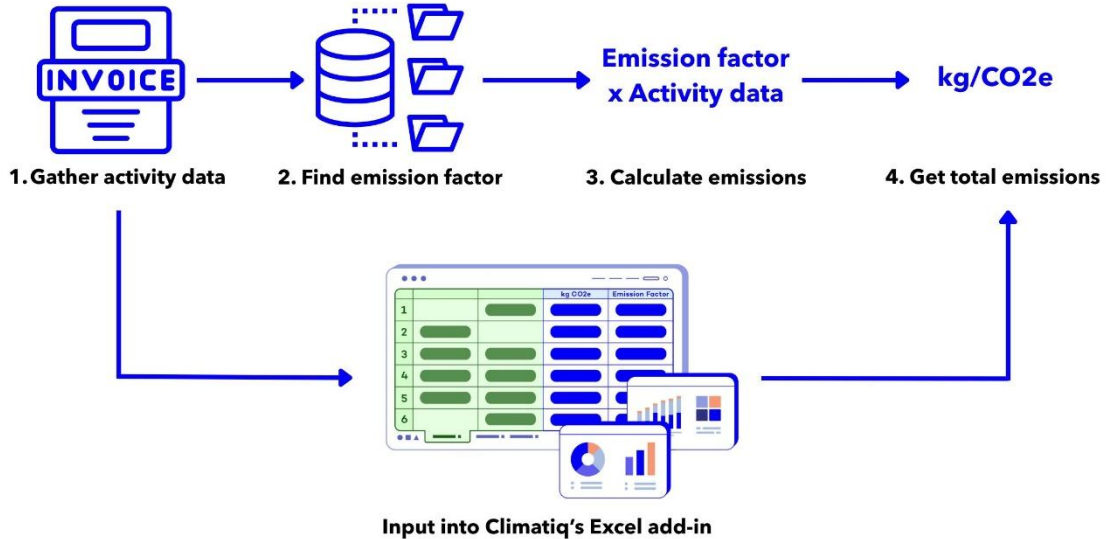 INVOICE
Emission factor
x Activity data
kg/CO2e
1. Gather activity data
2. Find emission factor
3. Calculate emissions
4. Get total emissions
kg CO2e
Emission Factor
1
2
3
4
5
6
Input into Climatiq's Excel add-in